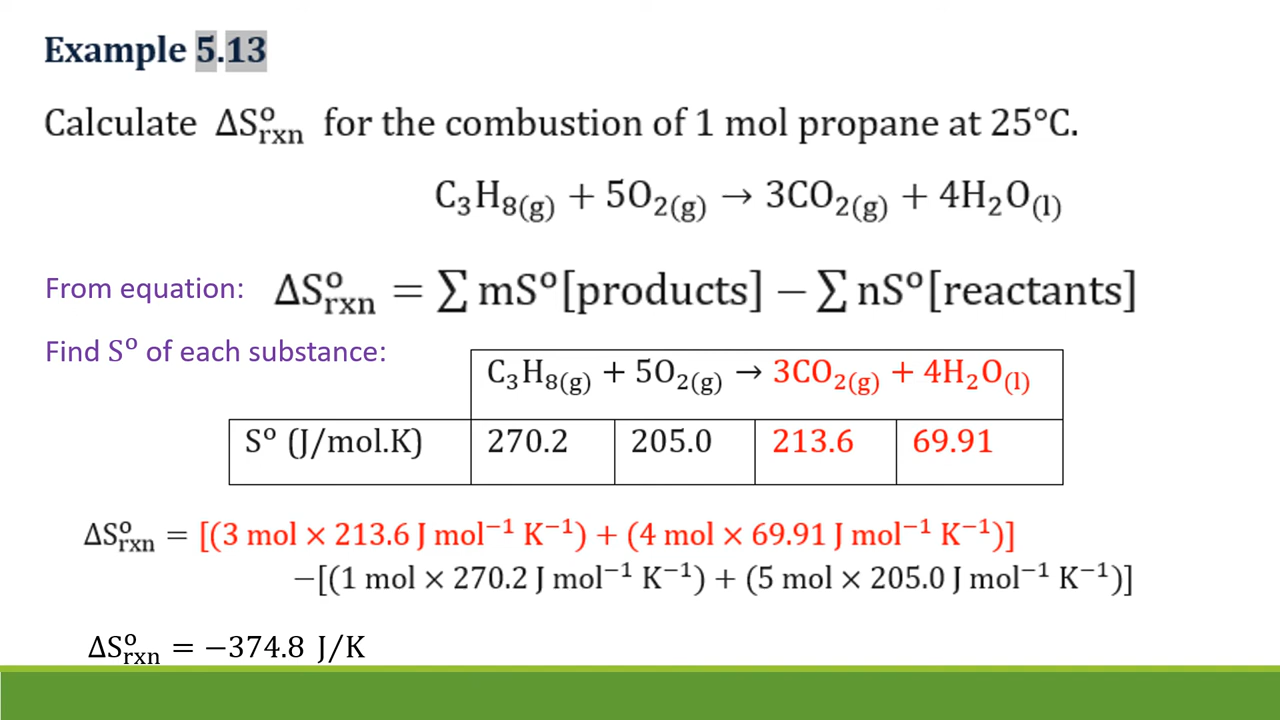 Example 5.13
Calculate ΔS°rxn for the combustion of 1 mol propane at 25°C.
C₃H₈(g) + 5O₂(g) → 3CO₂(g) + 4H₂O(l)
From equation: ΔS°rxn = ∑ mS°[products] − ∑ nS°[reactants]
Find S° of each substance:
C₃H₈(g) + 5O₂(g) → 3CO₂(g) + 4H₂O(l)
S° (J/mol.K) 270.2 205.0 213.6 69.91
ΔS°rxn = [(3 mol × 213.6 J mol⁻¹ K⁻¹) + (4 mol × 69.91 J mol⁻¹ K⁻¹)]
−[(1 mol × 270.2 J mol⁻¹ K⁻¹) + (5 mol × 205.0 J mol⁻¹ K⁻¹)]
ΔS°rxn = −374.8 J/K